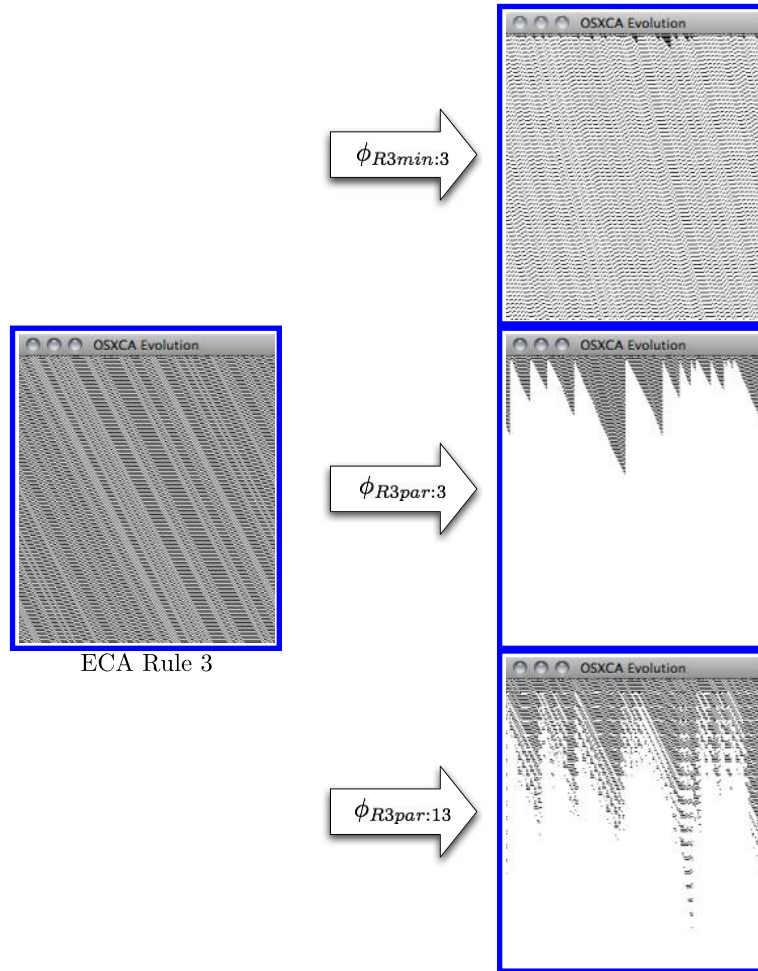 OSXCA Evolution
ϕR3min:3
OSXCA Evolution
OSXCA Evolution
ϕR3par:3
ECA Rule 3
OSXCA Evolution
ϕR3par:13